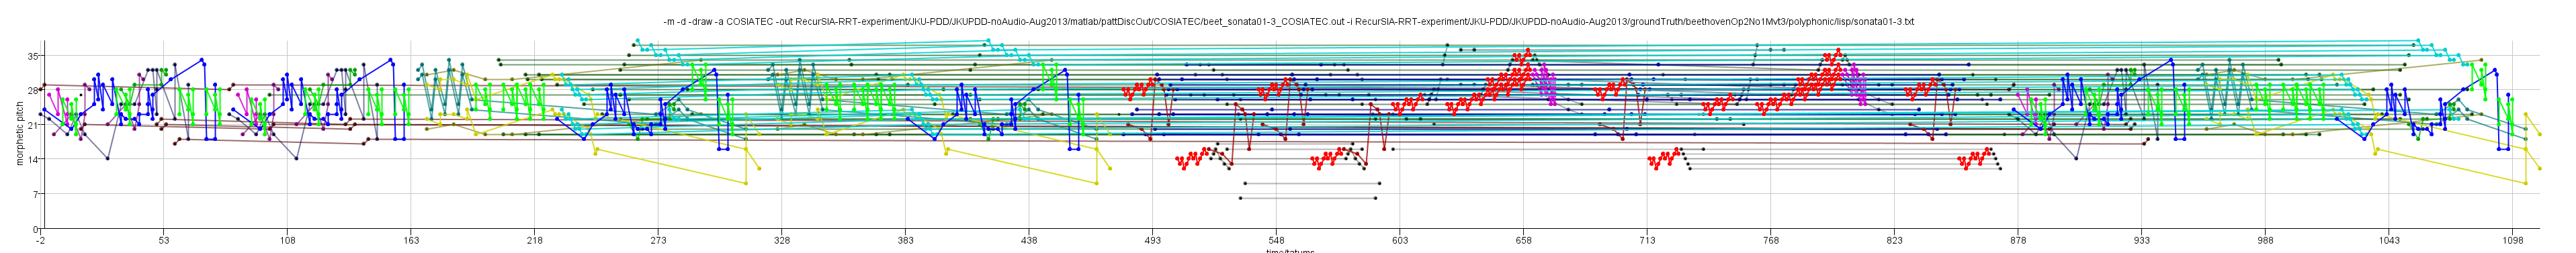 -m -d -draw -a COSIATEC -out RecurSIA-RRT-experiment/JKU-PDD/JKUPDD-noAudio-Aug2013/matlab/pattDiscOut/COSIATEC/beet_sonata01-3_COSIATEC.out -i RecurSIA-RRT-experiment/JKU-PDD/JKUPDD-noAudio-Aug2013/groundTruth/beethovenOp2No1Mvt3/polyphonic/lisp/sonata01-3.txt
morphetic pitch
35
28
21
14
7
0
-2 53 108 163 218 273 328 383 438 493 548 603 658 713 768 823 878 933 988 1043 1098
time/tatums